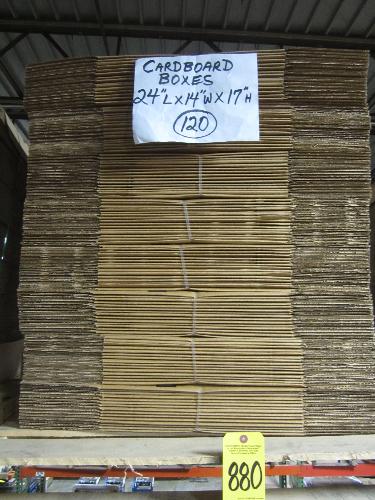 CARDBOARD
BOXES
24"L X 14"W X 17"H
120
880